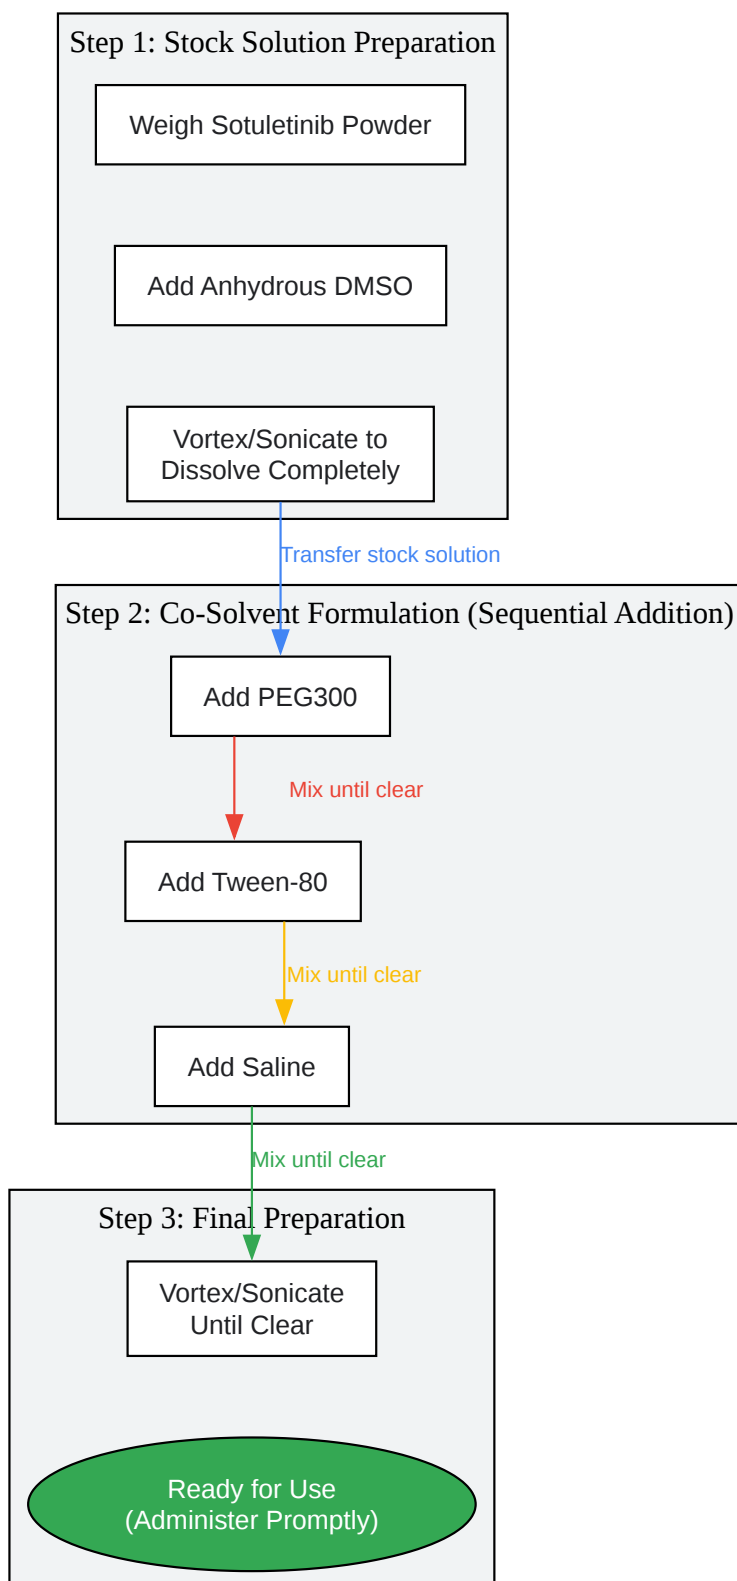 Step 1: Stock Solution Preparation
Weigh Sotuletinib Powder
Add Anhydrous DMSO
Vortex/Sonicate to
Dissolve Completely
Transfer stock solution
Step 2: Co-Solvent Formulation (Sequential Addition)
Add PEG300
Mix until clear
Add Tween-80
Mix until clear
Add Saline
Mix until clear
Step 3: Final Preparation
Vortex/Sonicate
Until Clear
Ready for Use
(Administer Promptly)